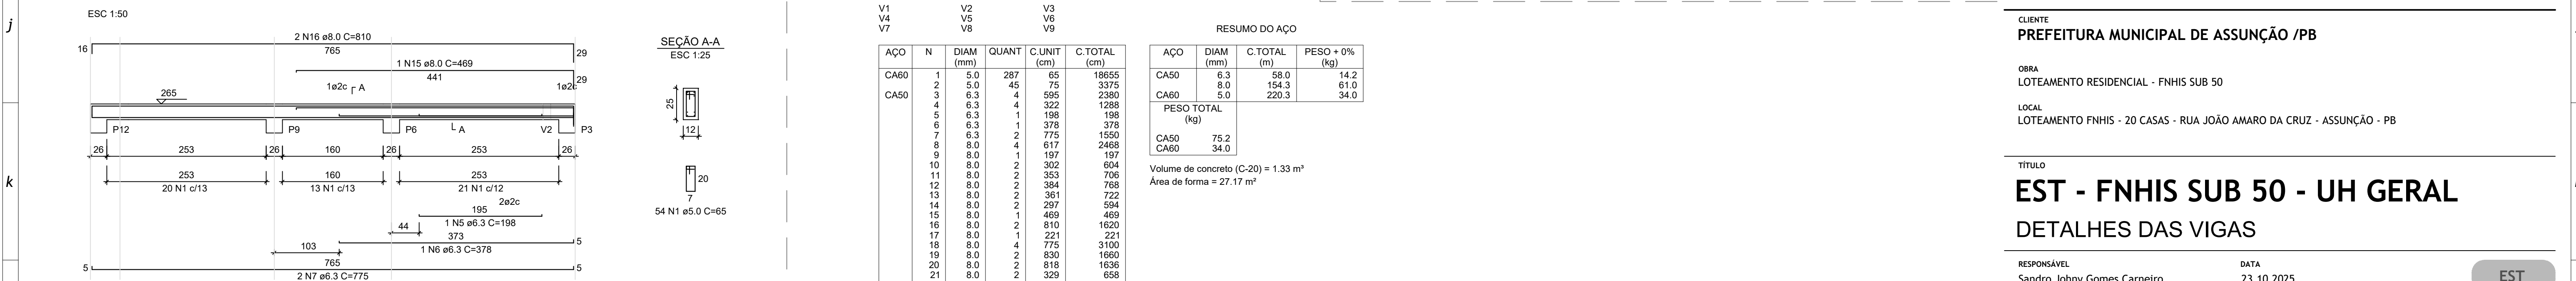 j
k
ESC 1:50
2 N16 ø8.0 C=810
16
765
29
1 N15 ø8.0 C=469
441
29
1ø2c
A
1ø2c
265
P12
P9
P6
A
V2
P3
26
253
26
160
26
253
26
253
160
253
20 N1 c/13
13 N1 c/13
21 N1 c/12
2ø2c
195
1 N5 ø6.3 C=198
44
373
5
103
1 N6 ø6.3 C=378
765
5
5
2 N7 ø6.3 C=775
SEÇÃO A-A
ESC 1:25
25
12
20
7
54 N1 ø5.0 C=65
V1 V2 V3
V4 V5 V6
V7 V8 V9
AÇO N DIAM QUANT C.UNIT C.TOTAL
(mm) (cm) (cm)
CA60 1 5.0 287 65 18655
2 5.0 45 75 3375
CA50 3 6.3 4 595 2380
4 6.3 4 322 1288
5 6.3 1 198 198
6 6.3 1 378 378
7 6.3 2 775 1550
8 8.0 4 617 2468
9 8.0 1 197 197
10 8.0 2 302 604
11 8.0 2 353 706
12 8.0 2 384 768
13 8.0 2 361 722
14 8.0 2 297 594
15 8.0 1 469 469
16 8.0 2 810 1620
17 8.0 1 221 221
18 8.0 4 775 3100
19 8.0 2 830 1660
20 8.0 2 818 1636
21 8.0 2 329 658
RESUMO DO AÇO
AÇO DIAM C.TOTAL PESO + 0%
(mm) (m) (kg)
CA50 6.3 58.0 14.2
8.0 154.3 61.0
CA60 5.0 220.3 34.0
PESO TOTAL
(kg)
CA50 75.2
CA60 34.0
Volume de concreto (C-20) = 1.33 m³
Área de forma = 27.17 m²
CLIENTE
PREFEITURA MUNICIPAL DE ASSUNÇÃO /PB
OBRA
LOTEAMENTO RESIDENCIAL - FNHIS SUB 50
LOCAL
LOTEAMENTO FNHIS - 20 CASAS - RUA JOÃO AMARO DA CRUZ - ASSUNÇÃO - PB
TÍTULO
EST - FNHIS SUB 50 - UH GERAL
DETALHES DAS VIGAS
RESPONSÁVEL DATA
Sandro Johny Gomes Carneiro 23.10.2025
EST